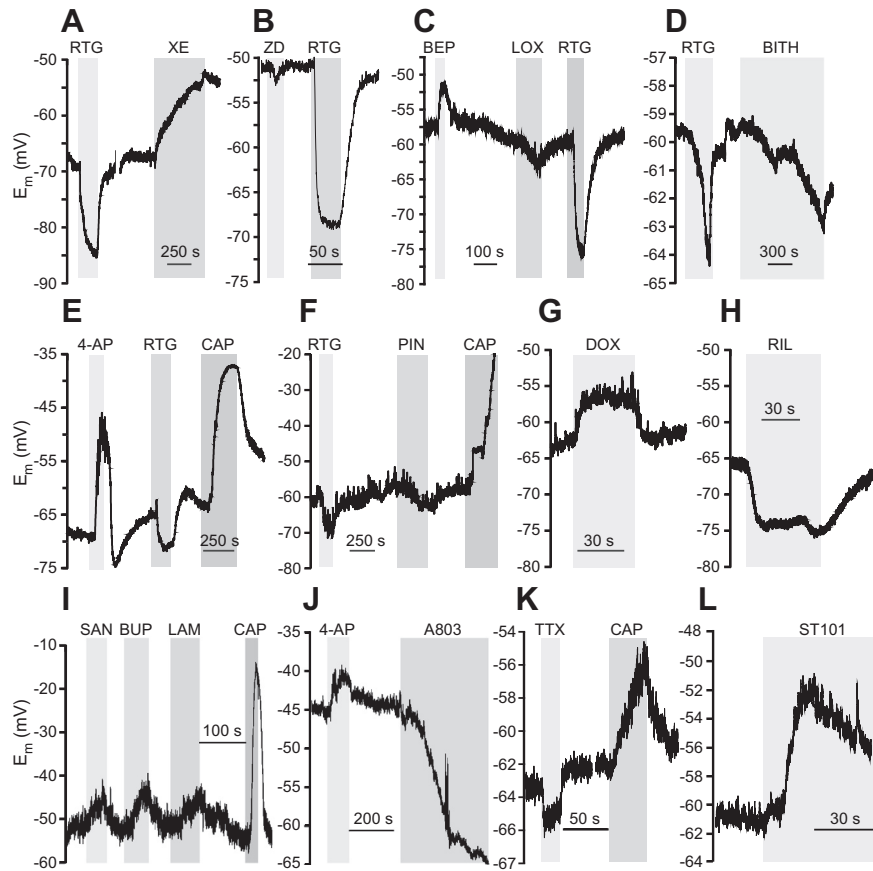 A B C D
RTG XE ZD RTG BEP LOX RTG RTG BITH
-50 -60 -70 -80 -90
-50 -55 -60 -65 -70 -75
-50 -55 -60 -65 -70 -75 -80
-57 -58 -59 -60 -61 -62 -63 -64 -65
Em (mV)
250 s 50 s 100 s 300 s
E F G H
4-AP RTG CAP RTG PIN CAP DOX RIL
-35 -45 -55 -65 -75
-20 -30 -40 -50 -60 -70 -80
-50 -55 -60 -65 -70 -75 -80
-50 -55 -60 -65 -70 -75 -80
Em (mV)
250 s 250 s 30 s 30 s
I J K L
SAN BUP LAM CAP 4-AP A803 TTX CAP ST101
-10 -20 -30 -40 -50 -60
-35 -40 -45 -50 -55 -60 -65
-54 -56 -58 -60 -62 -64 -66 -67
-48 -50 -52 -54 -56 -58 -60 -62 -64
Em (mV)
100 s 200 s 50 s 30 s